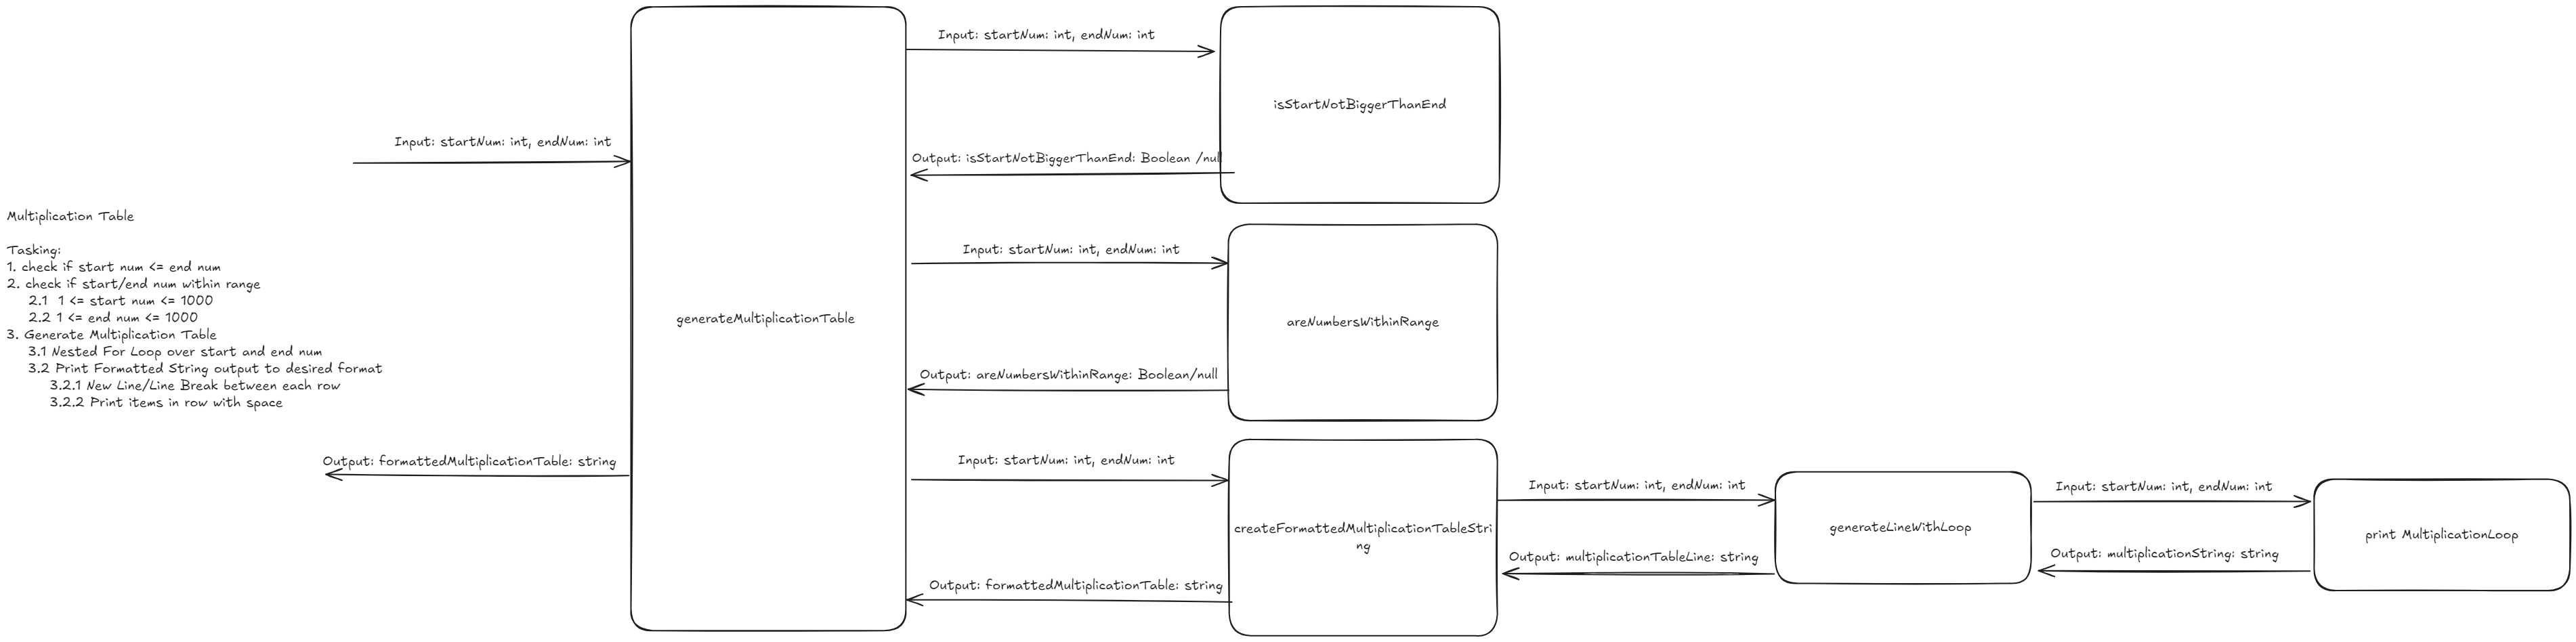 Multiplication Table
Tasking:
1. check if start num <= end num
2. check if start/end num within range
2.1 1 <= start num <= 1000
2.2 1 <= end num <= 1000
3. Generate Multiplication Table
3.1 Nested For Loop over start and end num
3.2 Print Formatted String output to desired format
3.2.1 New Line/Line Break between each row
3.2.2 Print items in row with space
Input: startNum: int, endNum: int
Output: formattedMultiplicationTable: string
generateMultiplicationTable
Input: startNum: int, endNum: int
Output: isStartNotBiggerThanEnd: Boolean /null
isStartNotBiggerThanEnd
Input: startNum: int, endNum: int
Output: areNumbersWithinRange: Boolean/null
areNumbersWithinRange
Input: startNum: int, endNum: int
Output: formattedMultiplicationTable: string
createFormattedMultiplicationTableStri
ng
Input: startNum: int, endNum: int
Output: multiplicationTableLine: string
generateLineWithLoop
Input: startNum: int, endNum: int
Output: multiplicationString: string
print MultiplicationLoop